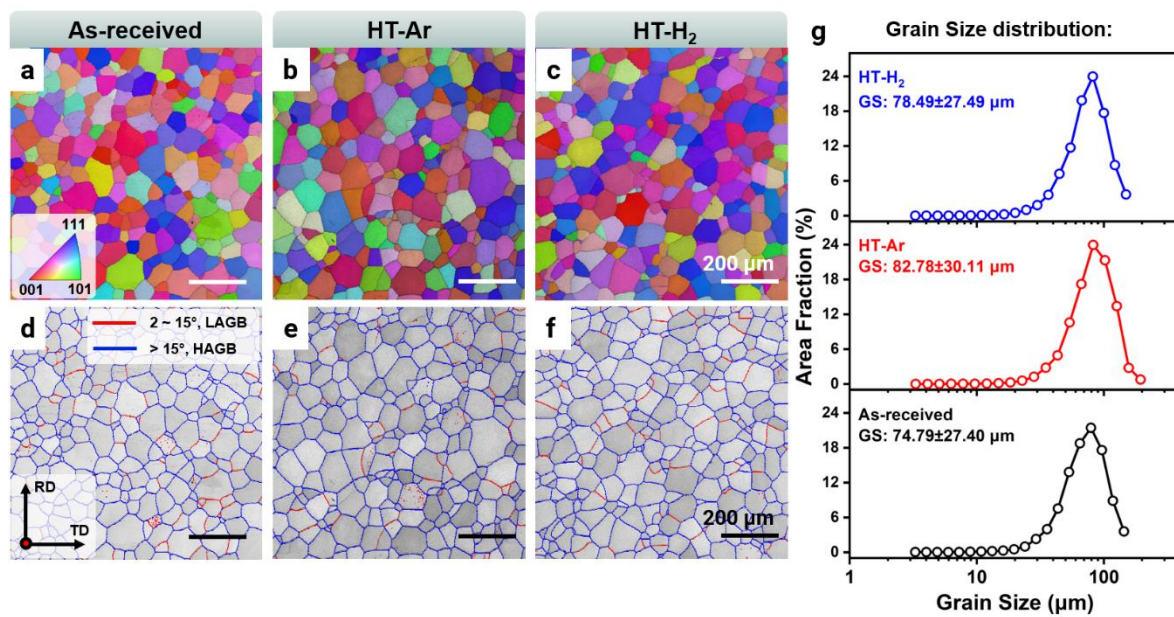 As-received
HT-Ar
HT-H₂
a
b
c
111
001
101
200 µm
d
2 ~ 15°, LAGB
> 15°, HAGB
RD
TD
e
f
200 µm
g
Grain Size distribution:
HT-H₂
GS: 78.49±27.49 µm
24
18
12
6
0
HT-Ar
GS: 82.78±30.11 µm
24
18
12
6
0
As-received
GS: 74.79±27.40 µm
24
18
12
6
0
Area Fraction (%)
1
10
100
Grain Size (µm)